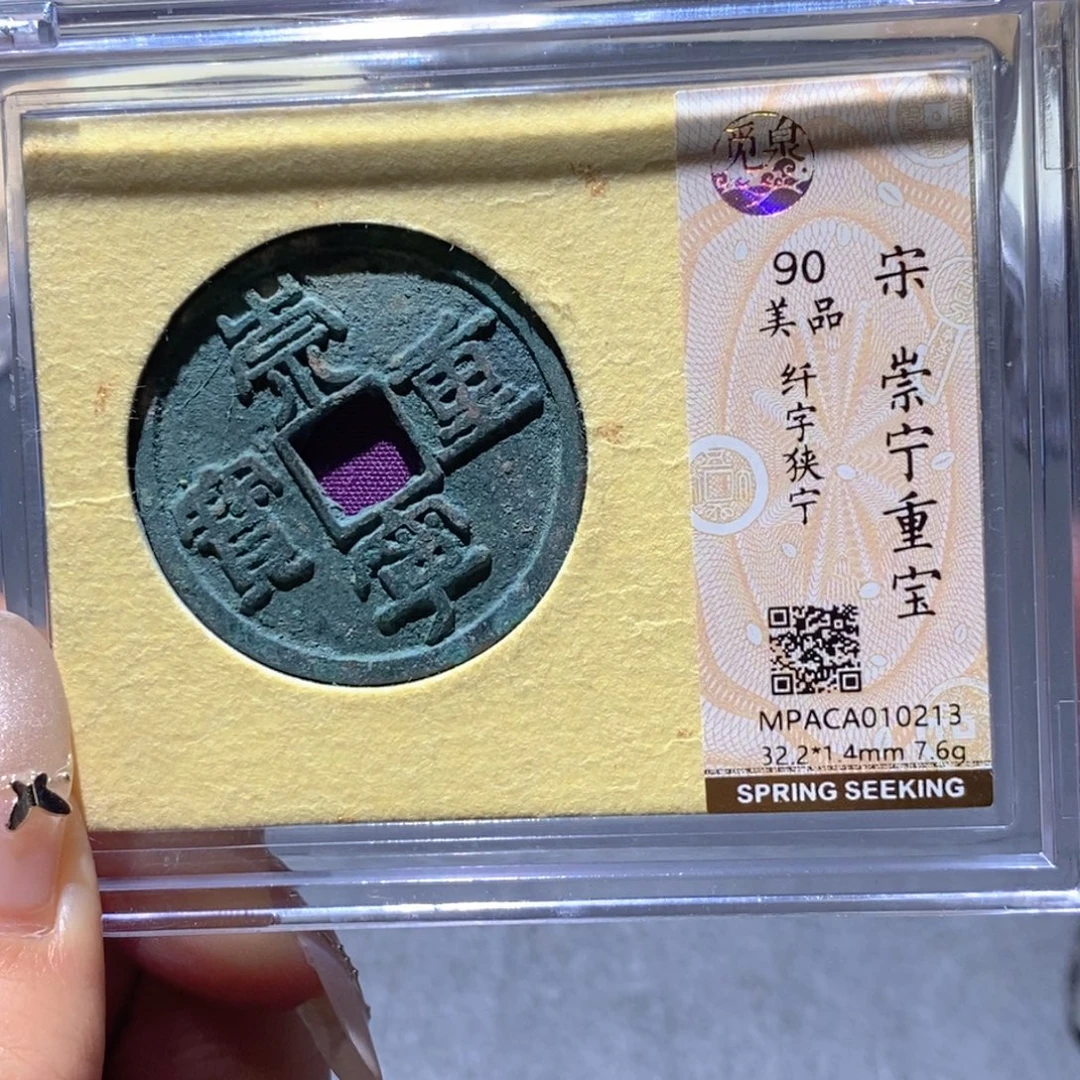 崇
重
寧
寳
觅泉
宋 崇宁重宝
90
美品
纤字狭宁
MPACA010213
32.2*1.4mm 7.6g
SPRING SEEKING